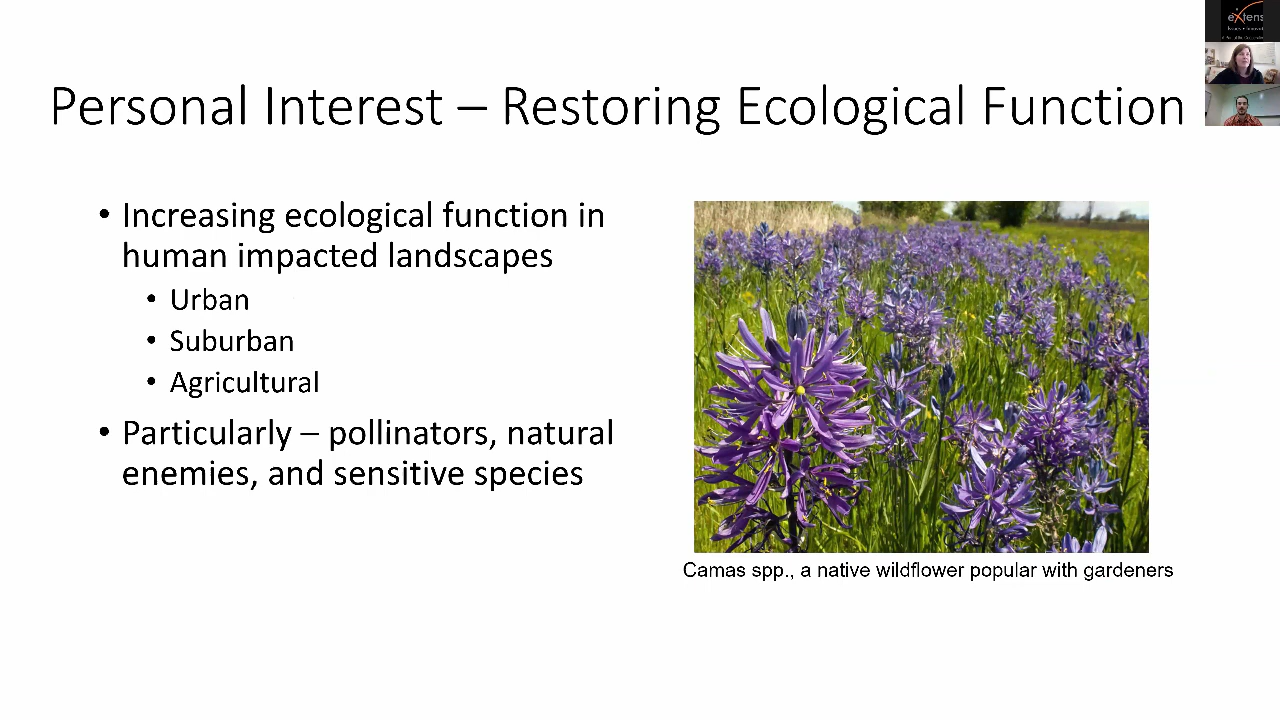 eXtens
Personal Interest – Restoring Ecological Function
• Increasing ecological function in
human impacted landscapes
• Urban
• Suburban
• Agricultural
• Particularly – pollinators, natural
enemies, and sensitive species
Camas spp., a native wildflower popular with gardeners